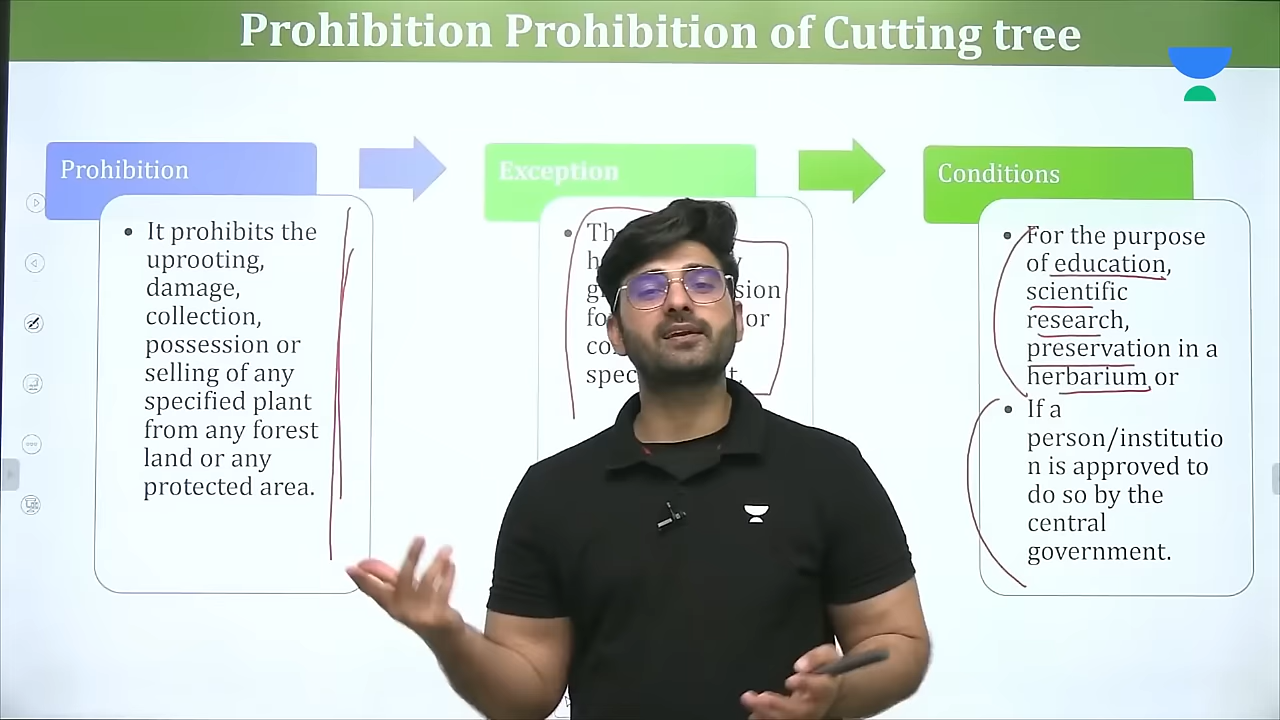 Prohibition Prohibition of Cutting tree
Prohibition
• It prohibits the
uprooting,
damage,
collection,
possession or
selling of any
specified plant
from any forest
land or any
protected area.
Exception
•
or
Conditions
• For the purpose
of education,
scientific
research,
preservation in a
herbarium or
• If a
person/institutio
n is approved to
do so by the
central
government.